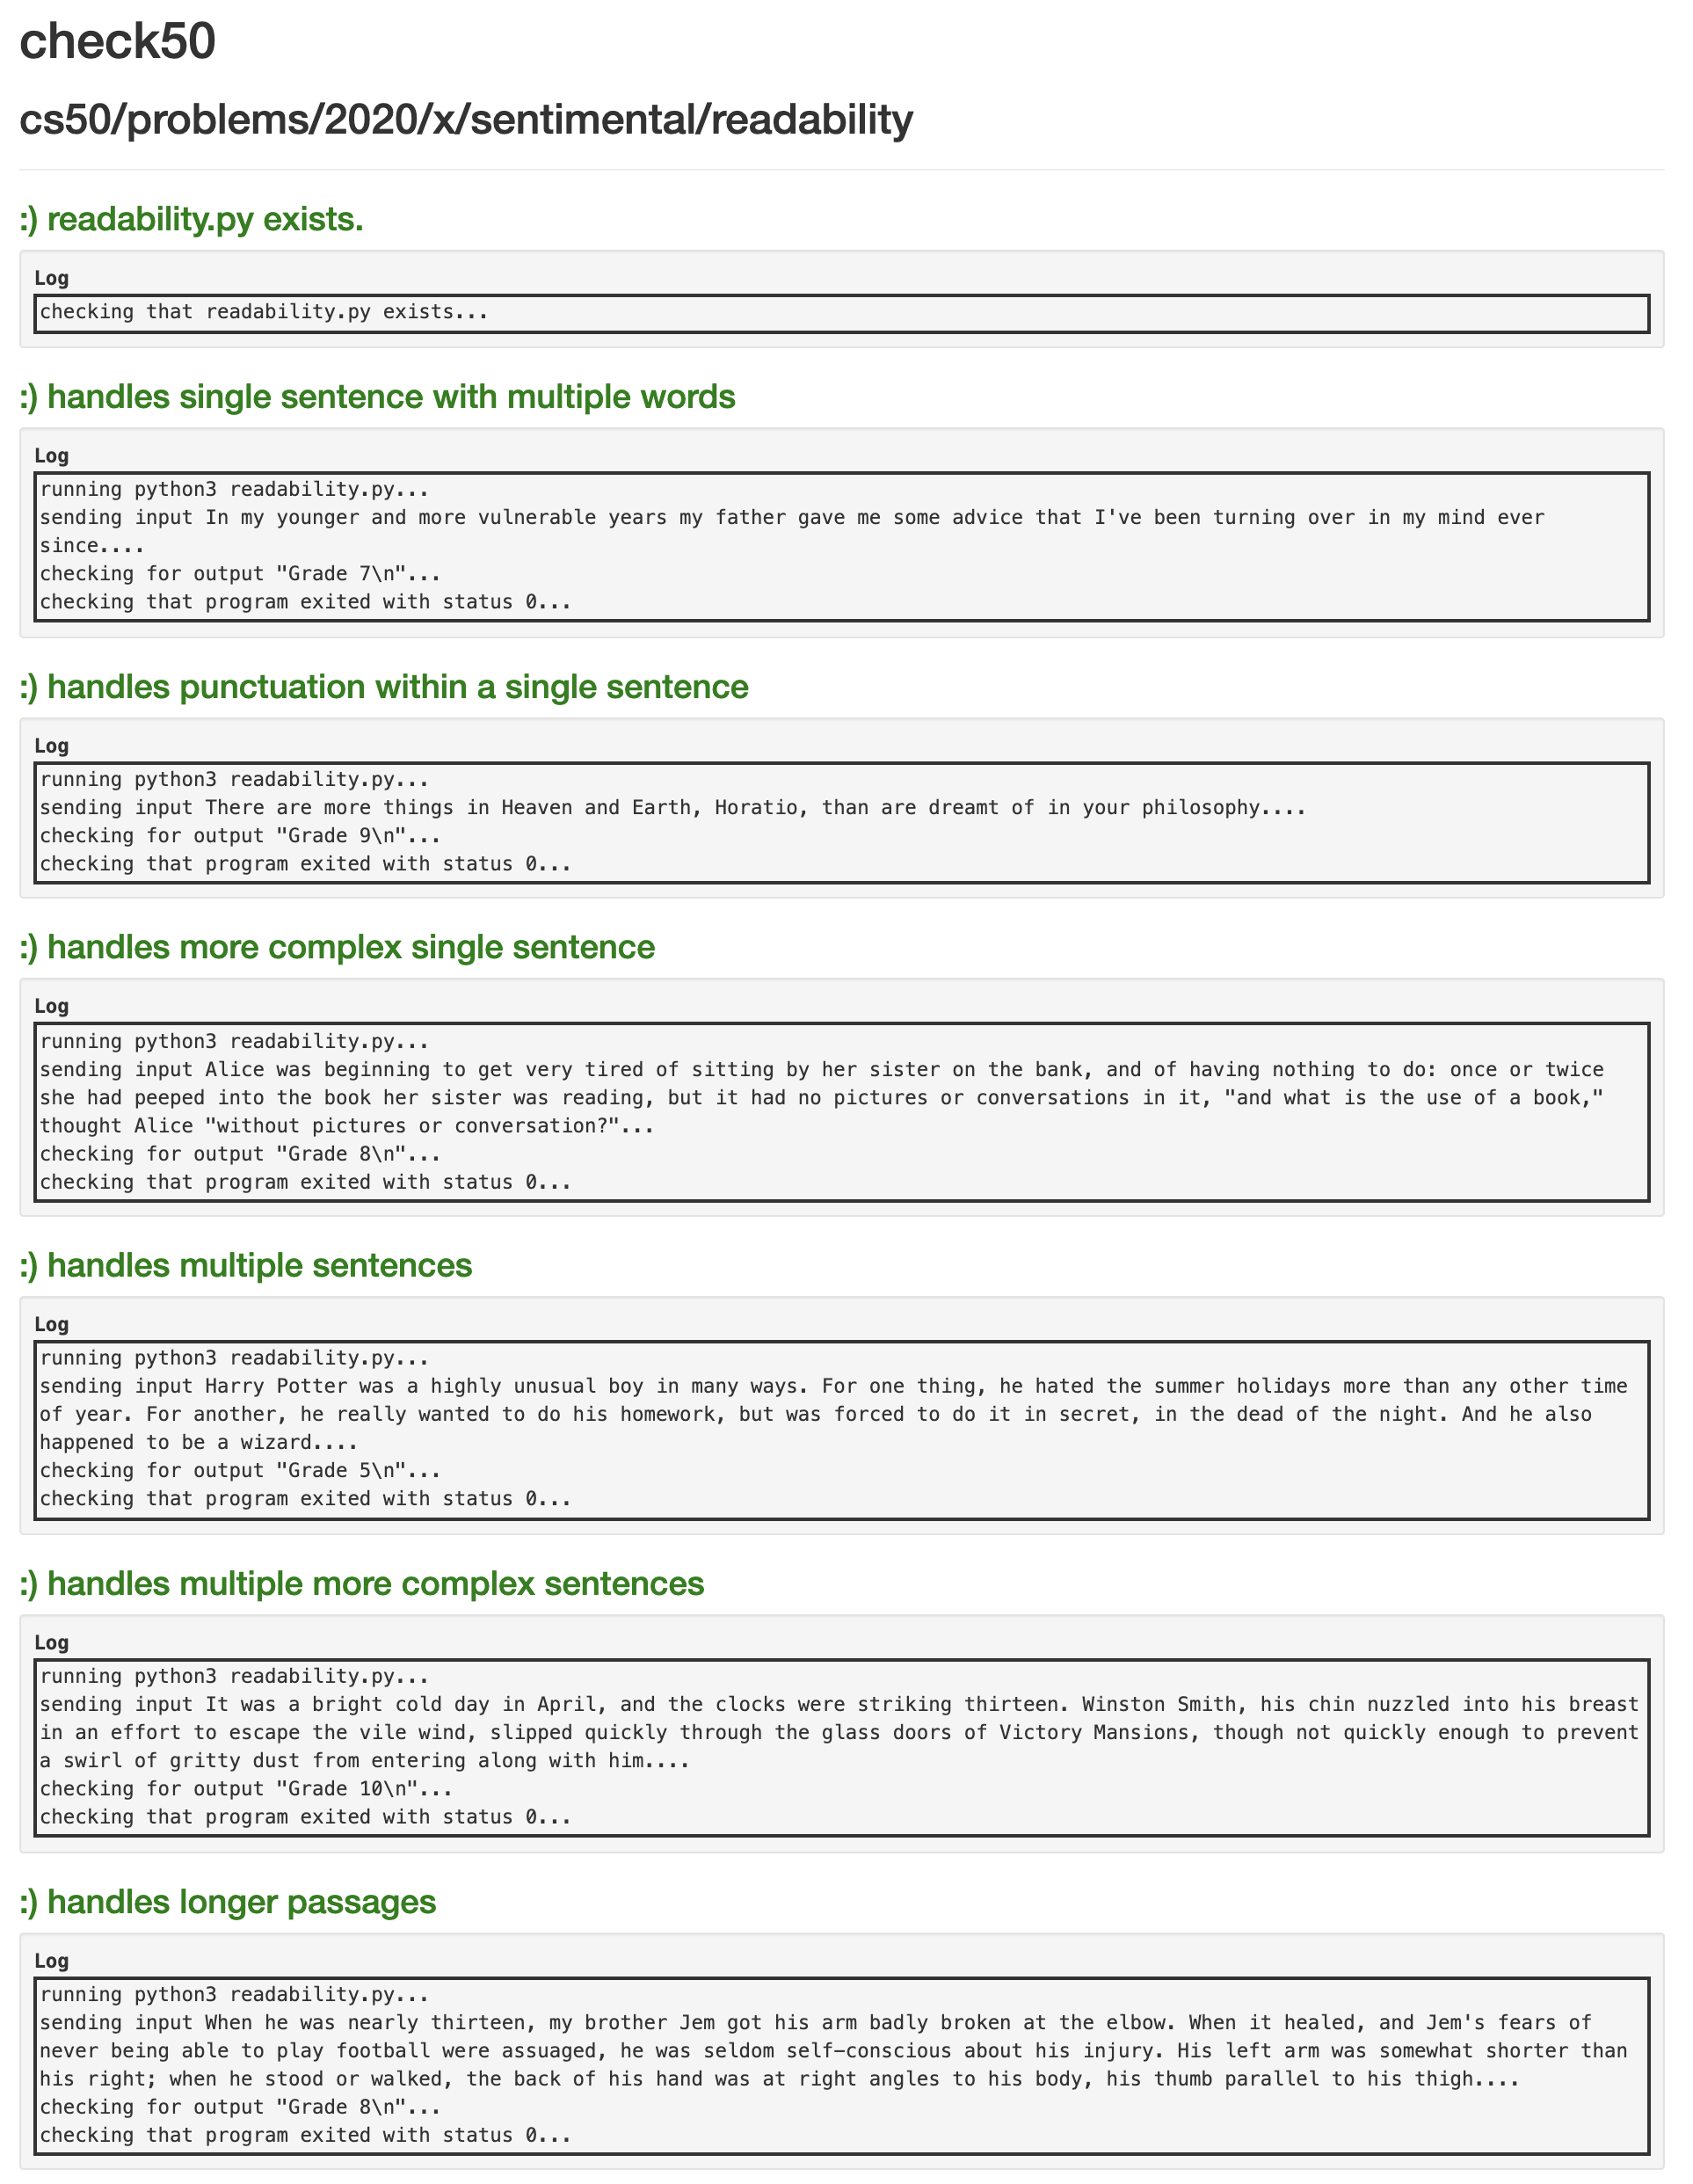 check50
cs50/problems/2020/x/sentimental/readability
:) readability.py exists.
Log
checking that readability.py exists...
:) handles single sentence with multiple words
Log
running python3 readability.py...
sending input In my younger and more vulnerable years my father gave me some advice that I've been turning over in my mind ever
since....
checking for output "Grade 7\n"...
checking that program exited with status 0...
:) handles punctuation within a single sentence
Log
running python3 readability.py...
sending input There are more things in Heaven and Earth, Horatio, than are dreamt of in your philosophy....
checking for output "Grade 9\n"...
checking that program exited with status 0...
:) handles more complex single sentence
Log
running python3 readability.py...
sending input Alice was beginning to get very tired of sitting by her sister on the bank, and of having nothing to do: once or twice
she had peeped into the book her sister was reading, but it had no pictures or conversations in it, "and what is the use of a book,"
thought Alice "without pictures or conversation?"...
checking for output "Grade 8\n"...
checking that program exited with status 0...
:) handles multiple sentences
Log
running python3 readability.py...
sending input Harry Potter was a highly unusual boy in many ways. For one thing, he hated the summer holidays more than any other time
of year. For another, he really wanted to do his homework, but was forced to do it in secret, in the dead of the night. And he also
happened to be a wizard....
checking for output "Grade 5\n"...
checking that program exited with status 0...
:) handles multiple more complex sentences
Log
running python3 readability.py...
sending input It was a bright cold day in April, and the clocks were striking thirteen. Winston Smith, his chin nuzzled into his breast
in an effort to escape the vile wind, slipped quickly through the glass doors of Victory Mansions, though not quickly enough to prevent
a swirl of gritty dust from entering along with him....
checking for output "Grade 10\n"...
checking that program exited with status 0...
:) handles longer passages
Log
running python3 readability.py...
sending input When he was nearly thirteen, my brother Jem got his arm badly broken at the elbow. When it healed, and Jem's fears of
never being able to play football were assuaged, he was seldom self-conscious about his injury. His left arm was somewhat shorter than
his right; when he stood or walked, the back of his hand was at right angles to his body, his thumb parallel to his thigh....
checking for output "Grade 8\n"...
checking that program exited with status 0...